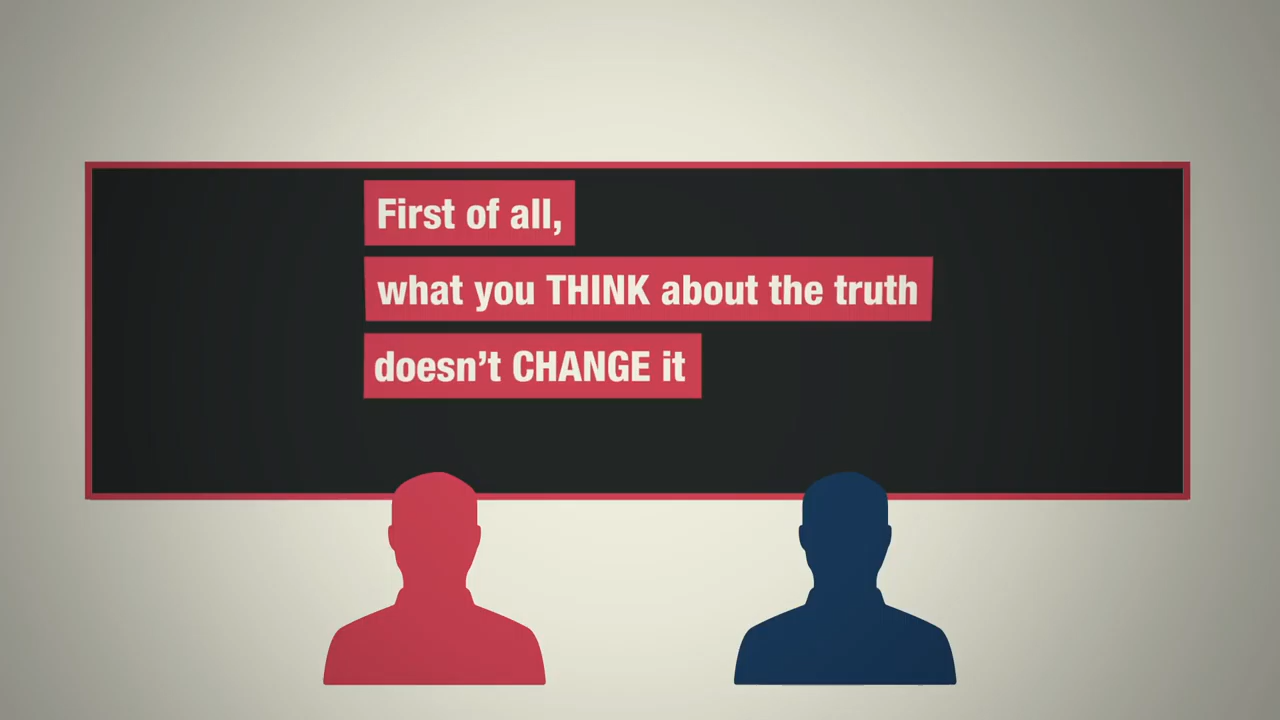 First of all,
what you THINK about the truth
doesn’t CHANGE it